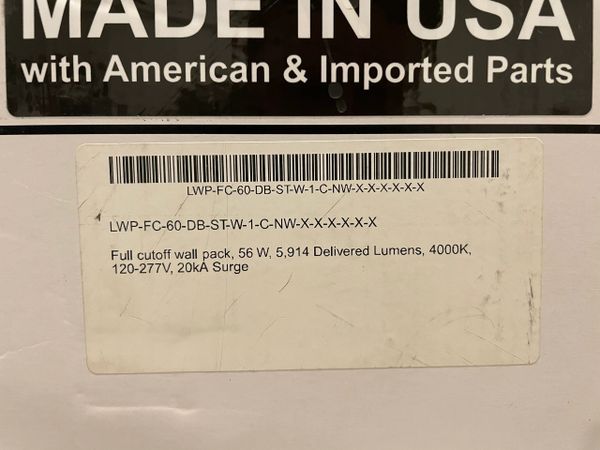 MADE IN USA
with American & Imported Parts
LWP-FC-60-DB-ST-W-1-C-NW-X-X-X-X-X-X
LWP-FC-60-DB-ST-W-1-C-NW-X-X-X-X-X-X
Full cutoff wall pack, 56 W, 5,914 Delivered Lumens, 4000K,
120-277V, 20kA Surge